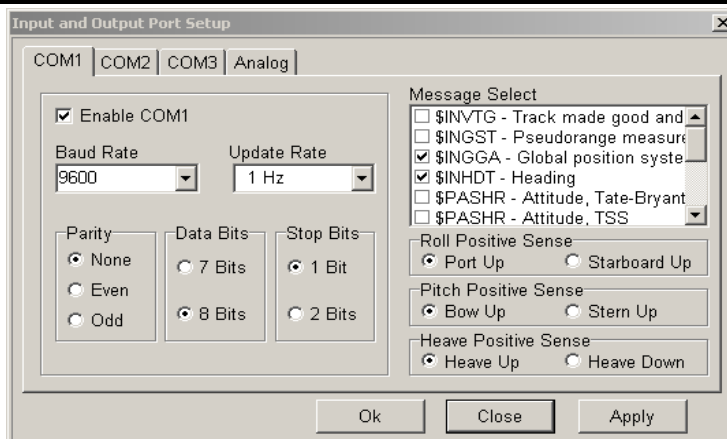 Input and Output Port Setup
COM1 COM2 COM3 Analog
Enable COM1
Baud Rate
9600
Update Rate
1 Hz
Parity
None
Even
Odd
Data Bits
7 Bits
8 Bits
Stop Bits
1 Bit
2 Bits
Message Select
$INVTG - Track made good and
$INGST - Pseudorange measure
$INGGA - Global position syste
$INHDT - Heading
$PASHR - Attitude, Tate-Bryant
$PASHR - Attitude, TSS
Roll Positive Sense
Port Up Starboard Up
Pitch Positive Sense
Bow Up Stern Up
Heave Positive Sense
Heave Up Heave Down
Ok Close Apply